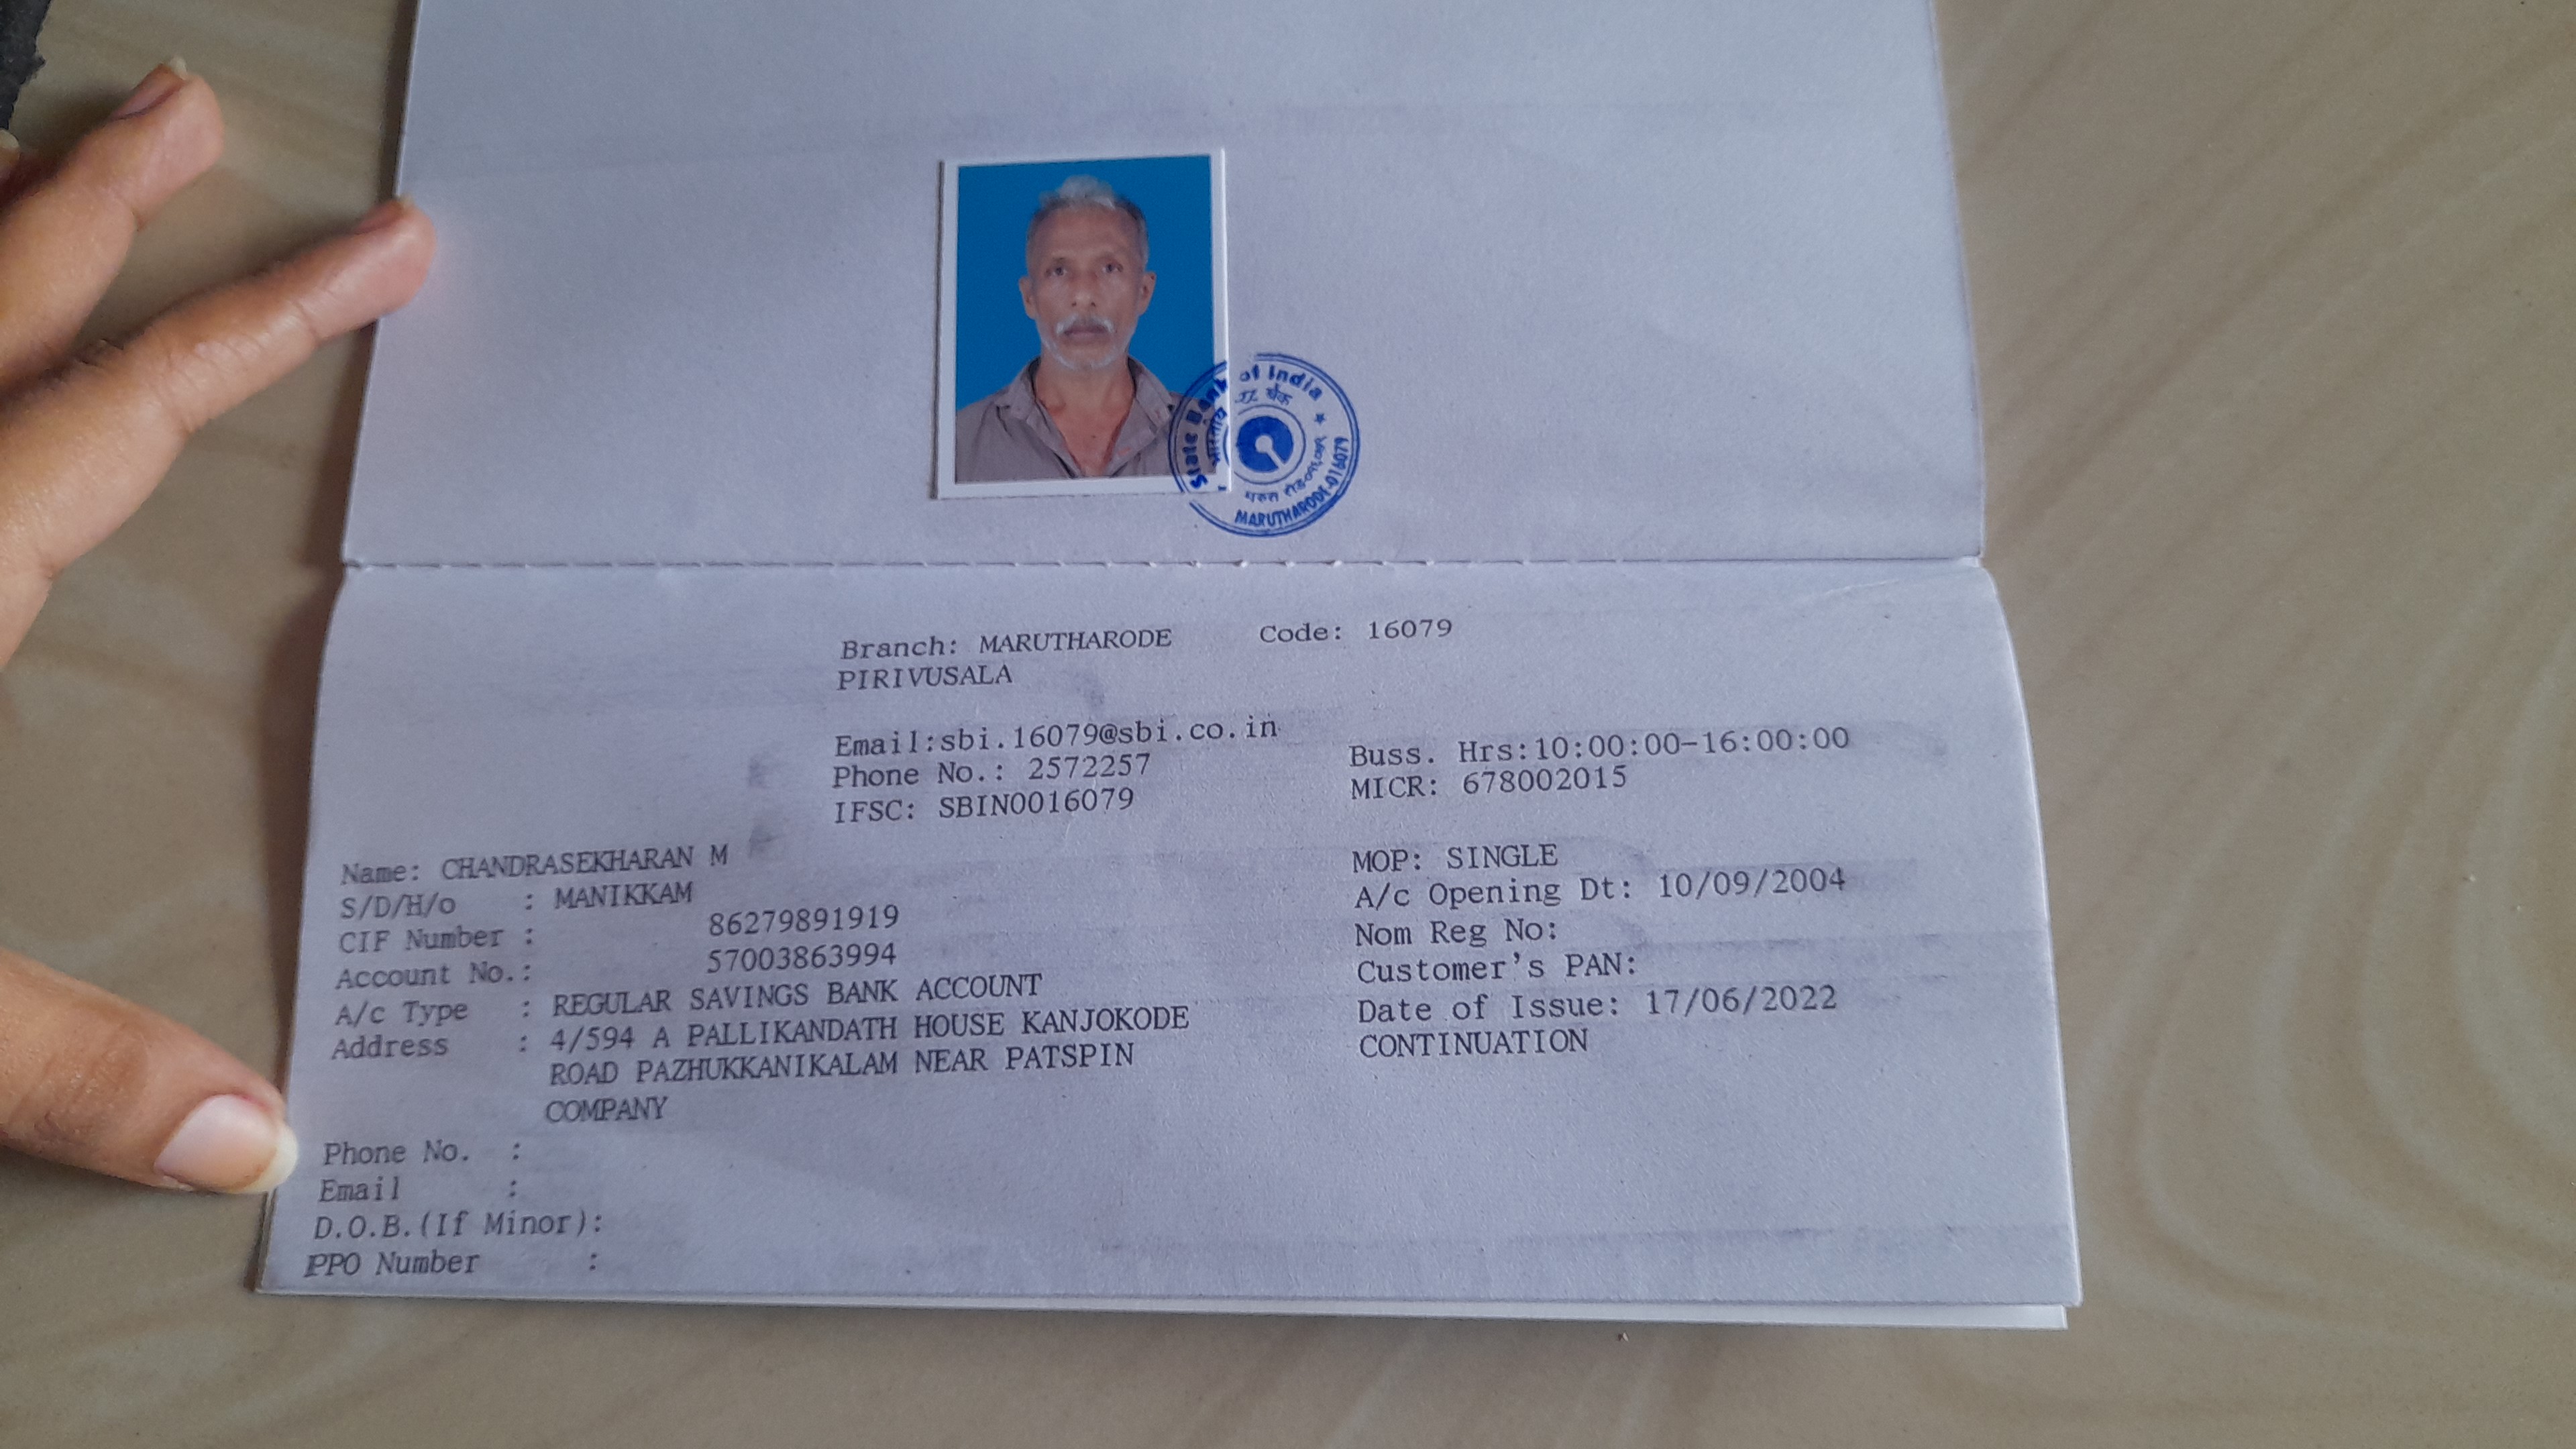 State Bank of India
भारतीय
MARUTHARODE-016079
Branch: MARUTHARODE Code: 16079
PIRIVUSALA
Email:sbi.16079@sbi.co.in Buss. Hrs:10:00:00-16:00:00
Phone No.: 2572257 MICR: 678002015
IFSC: SBIN0016079
Name: CHANDRASEKHARAN M MOP: SINGLE
S/D/H/o : MANIKKAM A/c Opening Dt: 10/09/2004
CIF Number : 86279891919 Nom Reg No:
Account No.: 57003863994 Customer's PAN:
A/c Type : REGULAR SAVINGS BANK ACCOUNT Date of Issue: 17/06/2022
Address : 4/594 A PALLIKANDATH HOUSE KANJOKODE CONTINUATION
ROAD PAZHUKKANIKALAM NEAR PATSPIN
COMPANY
Phone No. :
Email :
D.O.B.(If Minor):
PPO Number :